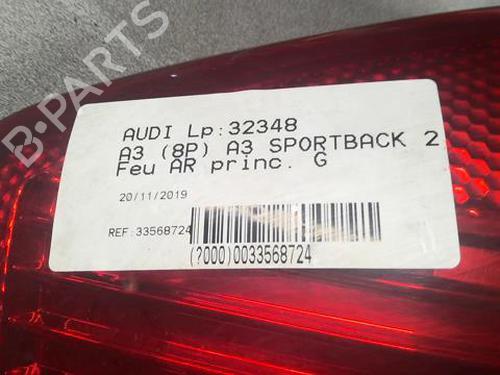 AUDI Lp:32348
A3 (8P) A3 SPORTBACK 2
Feu AR princ. G
20/11/2019
REF:33568724
(?000)0033568724
B-PARTS